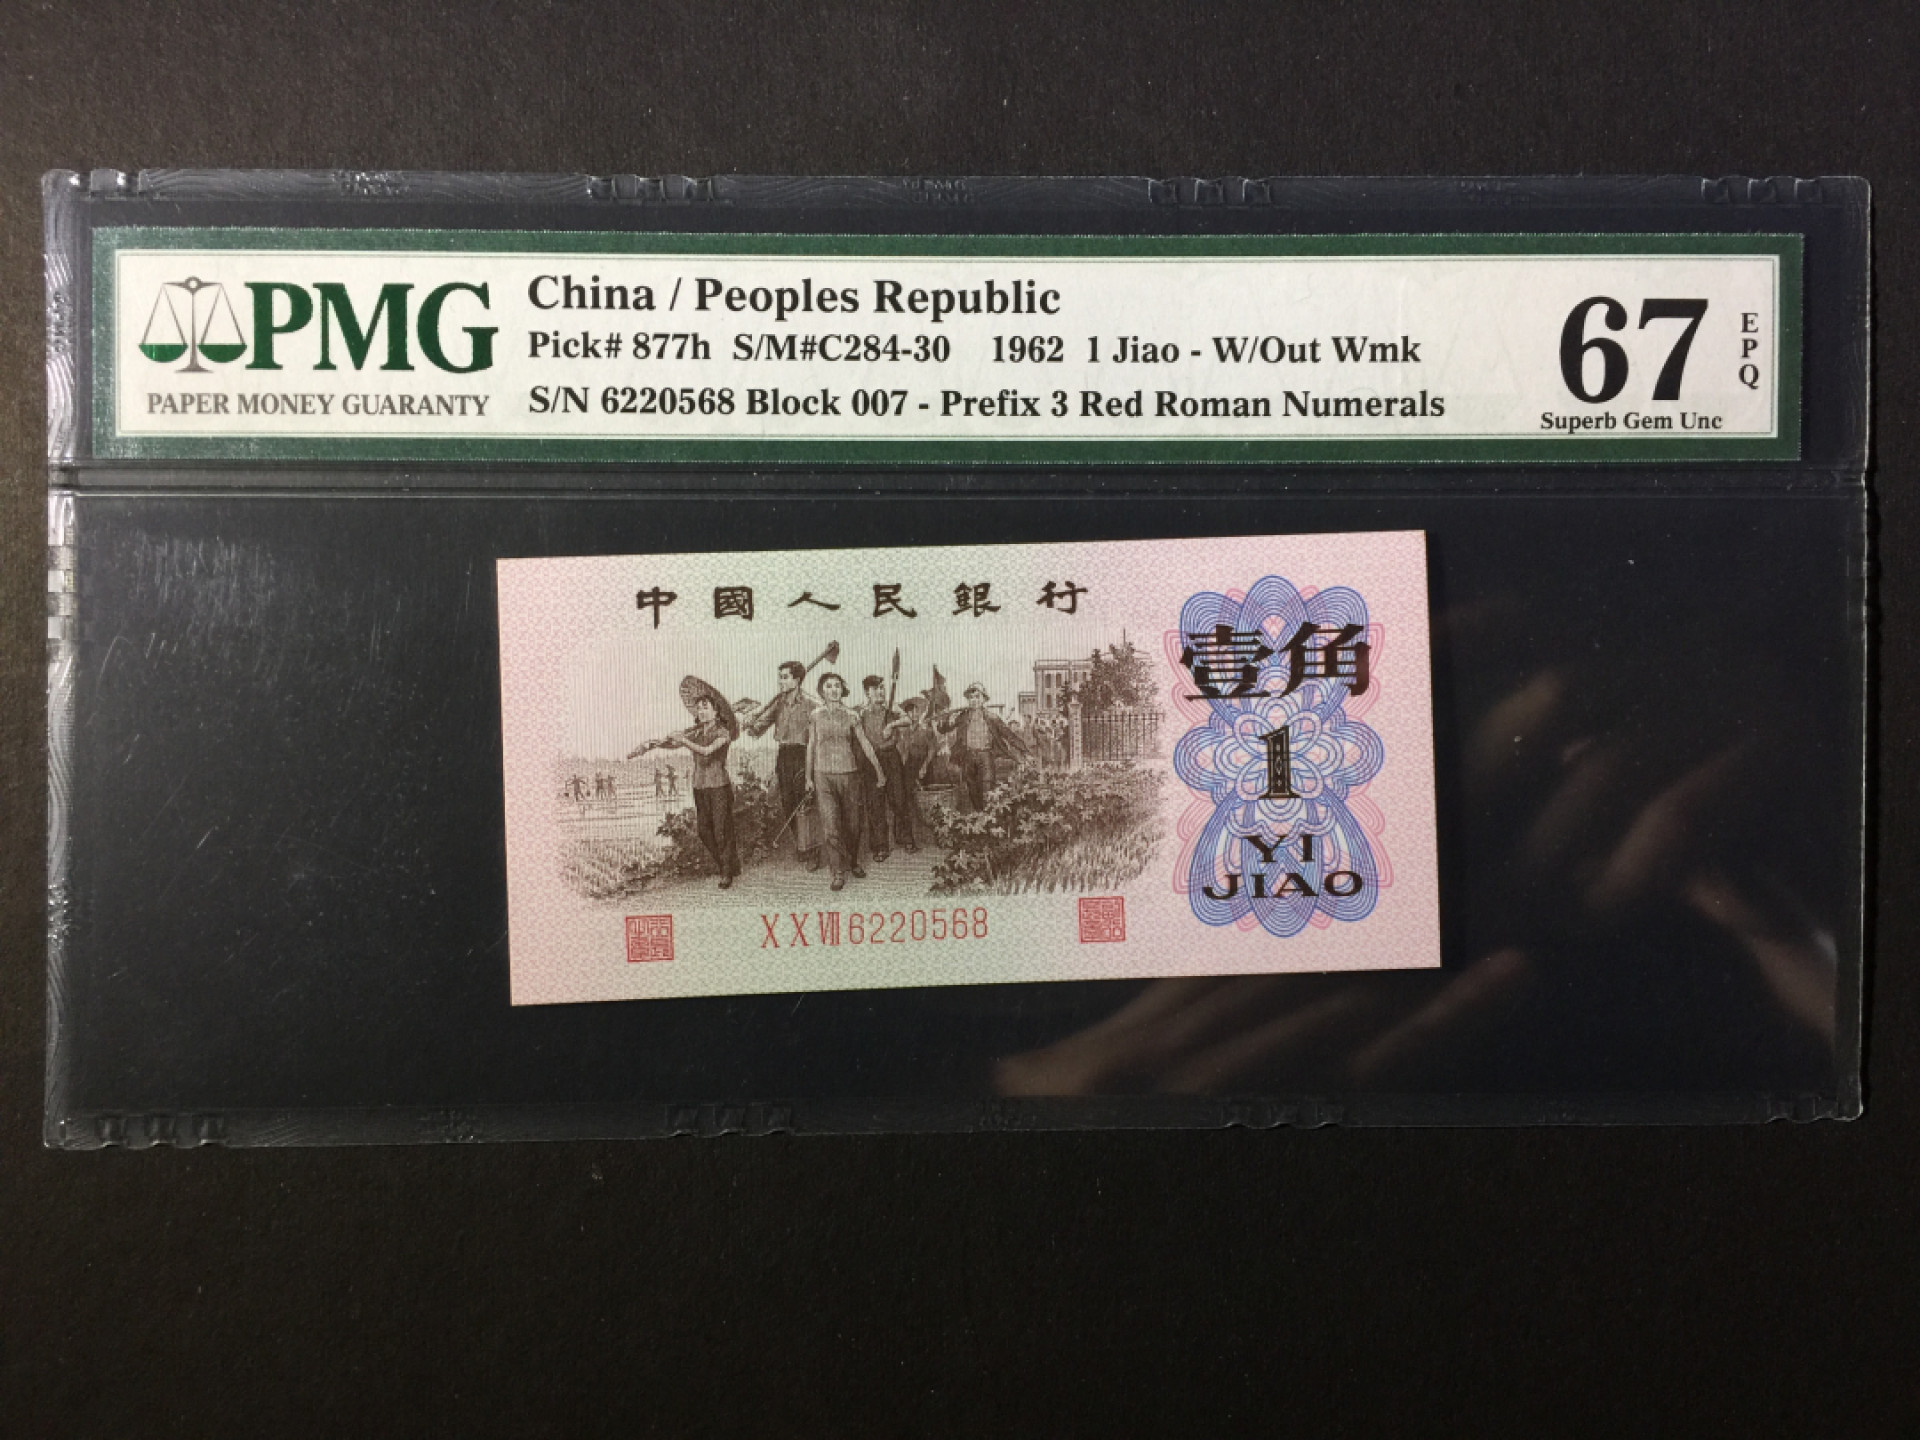 PMG
PAPER MONEY GUARANTY
China / Peoples Republic
Pick# 877h S/M#C284-30 1962 1 Jiao - W/Out Wmk
S/N 6220568 Block 007 - Prefix 3 Red Roman Numerals
67
EPQ
Superb Gem Unc
中國人民銀行
壹角
1
YI
JIAO
X X VII 6220568